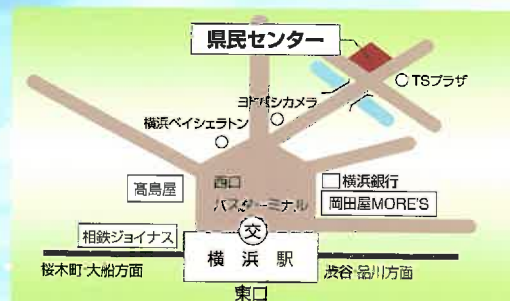 県民センター
TSプラザ
ヨドバシカメラ
横浜ベイシェラトン
髙島屋
西口
バスターミナル
横浜銀行
岡田屋MORE'S
相鉄ジョイナス
交
横浜駅
桜木町・大船方面
渋谷・品川方面
東口